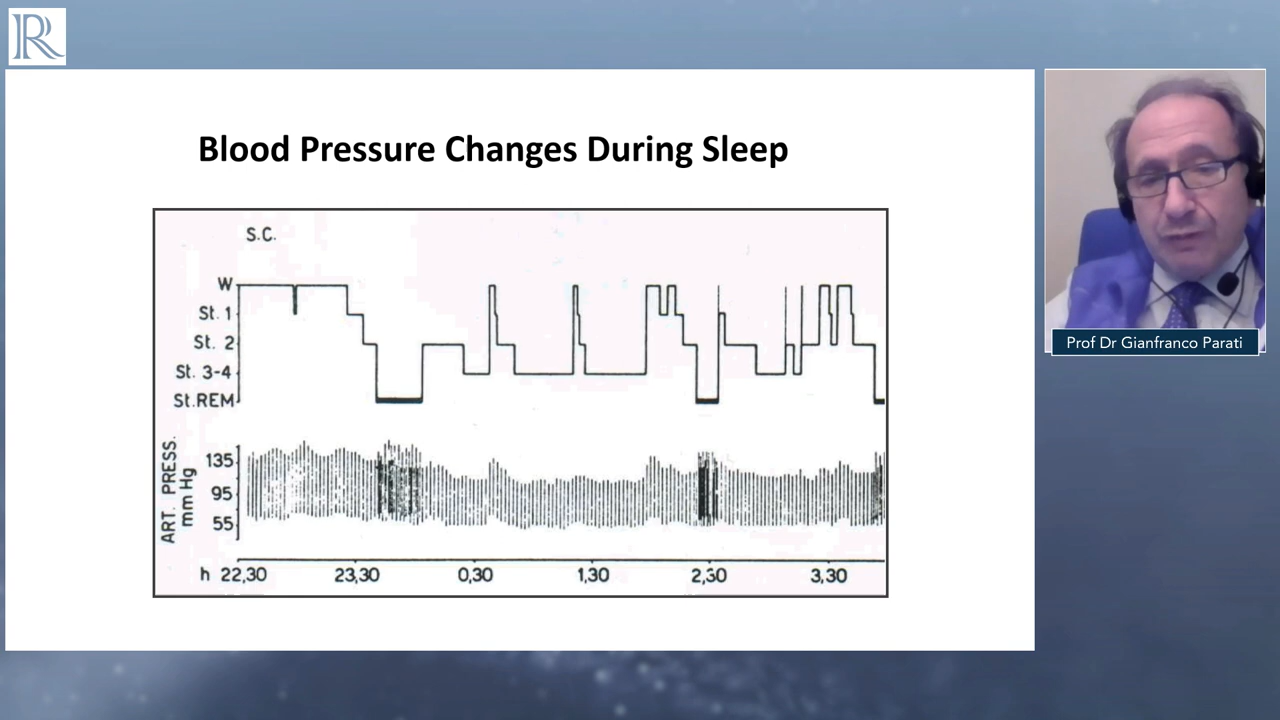 R
Blood Pressure Changes During Sleep
S.C.
W
St. 1
St. 2
St. 3-4
St.REM
ART. PRESS.
mm Hg
135
95
55
h 22,30 23,30 0,30 1,30 2,30 3,30
Prof Dr Gianfranco Parati